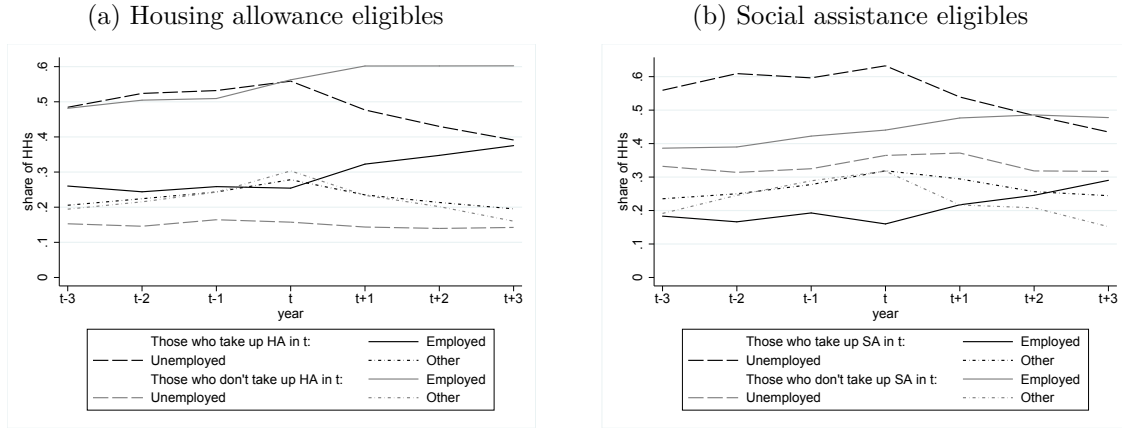 (a) Housing allowance eligibles
share of HHs
0 .1 .2 .3 .4 .5 .6
t-3 t-2 t-1 t t+1 t+2 t+3
year
Those who take up HA in t: Employed
Unemployed Other
Those who don't take up HA in t: Employed
Unemployed Other
(b) Social assistance eligibles
share of HHs
0 .1 .2 .3 .4 .5 .6
t-3 t-2 t-1 t t+1 t+2 t+3
year
Those who take up SA in t: Employed
Unemployed Other
Those who don't take up SA in t: Employed
Unemployed Other